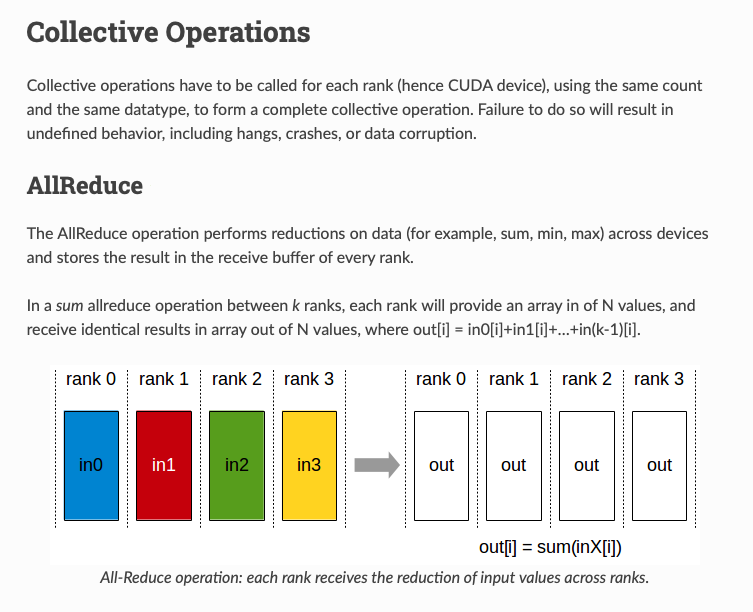 Collective Operations
Collective operations have to be called for each rank (hence CUDA device), using the same count
and the same datatype, to form a complete collective operation. Failure to do so will result in
undefined behavior, including hangs, crashes, or data corruption.
AllReduce
The AllReduce operation performs reductions on data (for example, sum, min, max) across devices
and stores the result in the receive buffer of every rank.
In a sum allreduce operation between k ranks, each rank will provide an array in of N values, and
receive identical results in array out of N values, where out[i] = in0[i]+in1[i]+...+in(k-1)[i].
rank 0 rank 1 rank 2 rank 3 rank 0 rank 1 rank 2 rank 3
in0 in1 in2 in3 out out out out
out[i] = sum(inX[i])
All-Reduce operation: each rank receives the reduction of input values across ranks.